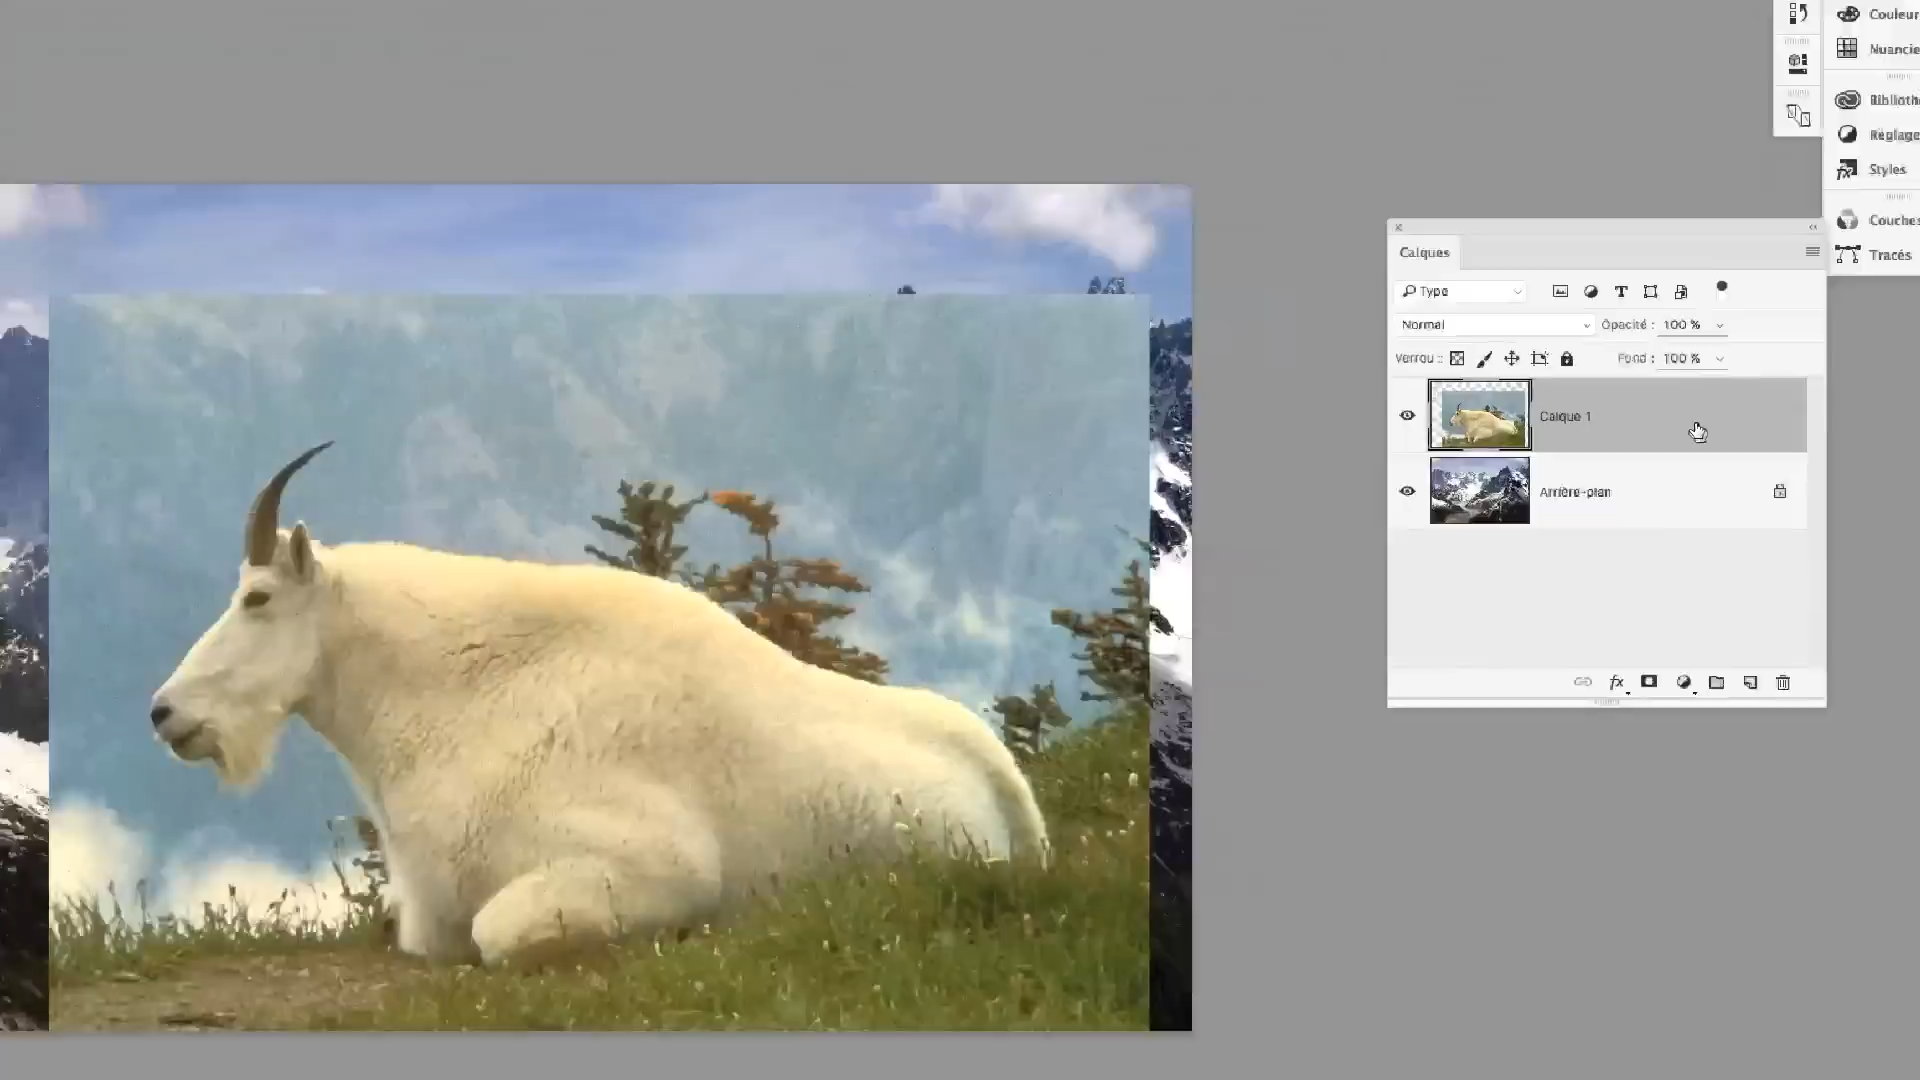 Couleur
Nuancie
Biblioth
Réglage
Styles
Couches
Tracés
Calques
Type
Normal
Opacité : 100 %
Verrou :
Fond : 100 %
Calque 1
Arrière-plan
fx